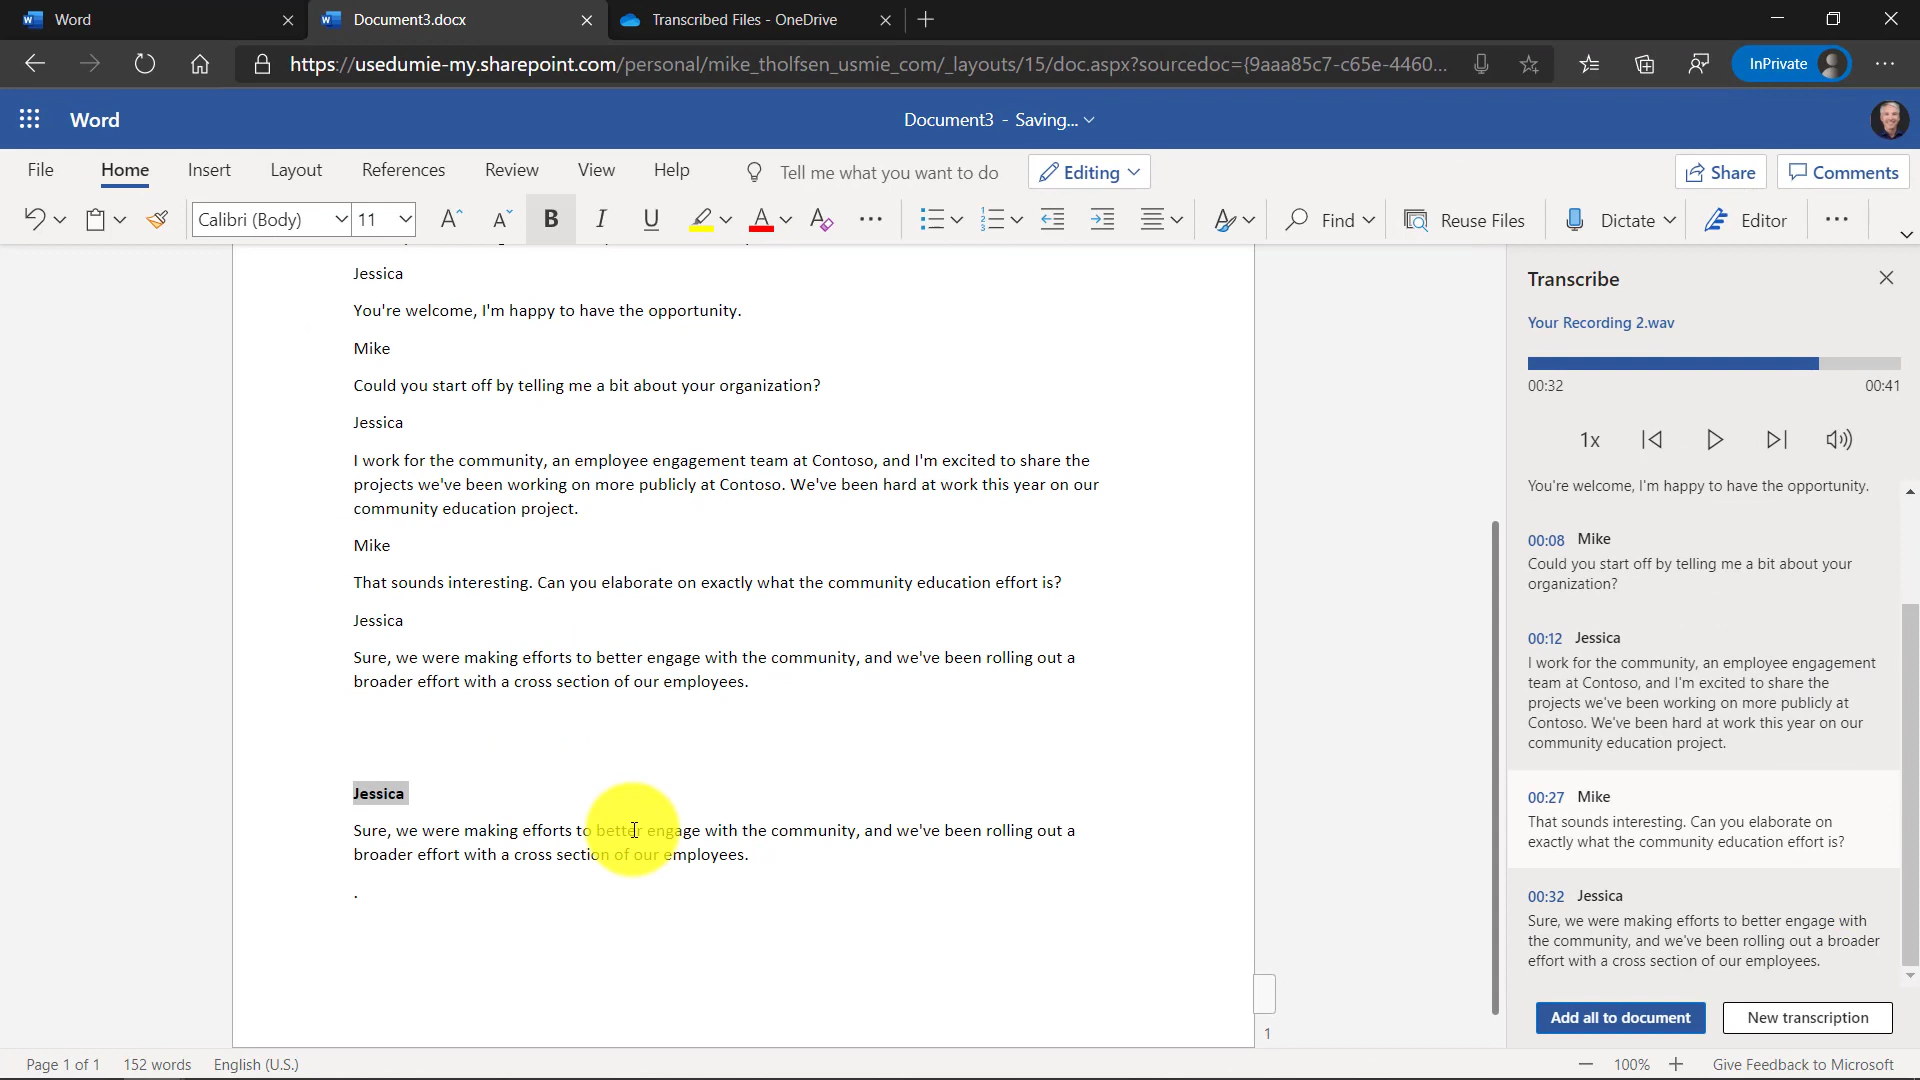 Word
Document3.docx
Transcribed Files - OneDrive
https://usedumie-my.sharepoint.com/personal/mike_tholfsen_usmie_com/_layouts/15/doc.aspx?sourcedoc={9aaa85c7-c65e-4460...
InPrivate
Word
Document3 - Saving...
File
Home
Insert
Layout
References
Review
View
Help
Tell me what you want to do
Editing
Share
Comments
Calibri (Body)
11
Find
Reuse Files
Dictate
Editor
Jessica
You're welcome, I'm happy to have the opportunity.
Mike
Could you start off by telling me a bit about your organization?
Jessica
I work for the community, an employee engagement team at Contoso, and I'm excited to share the
projects we've been working on more publicly at Contoso. We've been hard at work this year on our
community education project.
Mike
That sounds interesting. Can you elaborate on exactly what the community education effort is?
Jessica
Sure, we were making efforts to better engage with the community, and we've been rolling out a
broader effort with a cross section of our employees.
Jessica
Sure, we were making efforts to better engage with the community, and we've been rolling out a
broader effort with a cross section of our employees.
.
1
Transcribe
Your Recording 2.wav
00:32
00:41
1x
You're welcome, I'm happy to have the opportunity.
00:08 Mike
Could you start off by telling me a bit about your
organization?
00:12 Jessica
I work for the community, an employee engagement
team at Contoso, and I'm excited to share the
projects we've been working on more publicly at
Contoso. We've been hard at work this year on our
community education project.
00:27 Mike
That sounds interesting. Can you elaborate on
exactly what the community education effort is?
00:32 Jessica
Sure, we were making efforts to better engage with
the community, and we've been rolling out a broader
effort with a cross section of our employees.
Add all to document
New transcription
Page 1 of 1
152 words
English (U.S.)
100%
Give Feedback to Microsoft